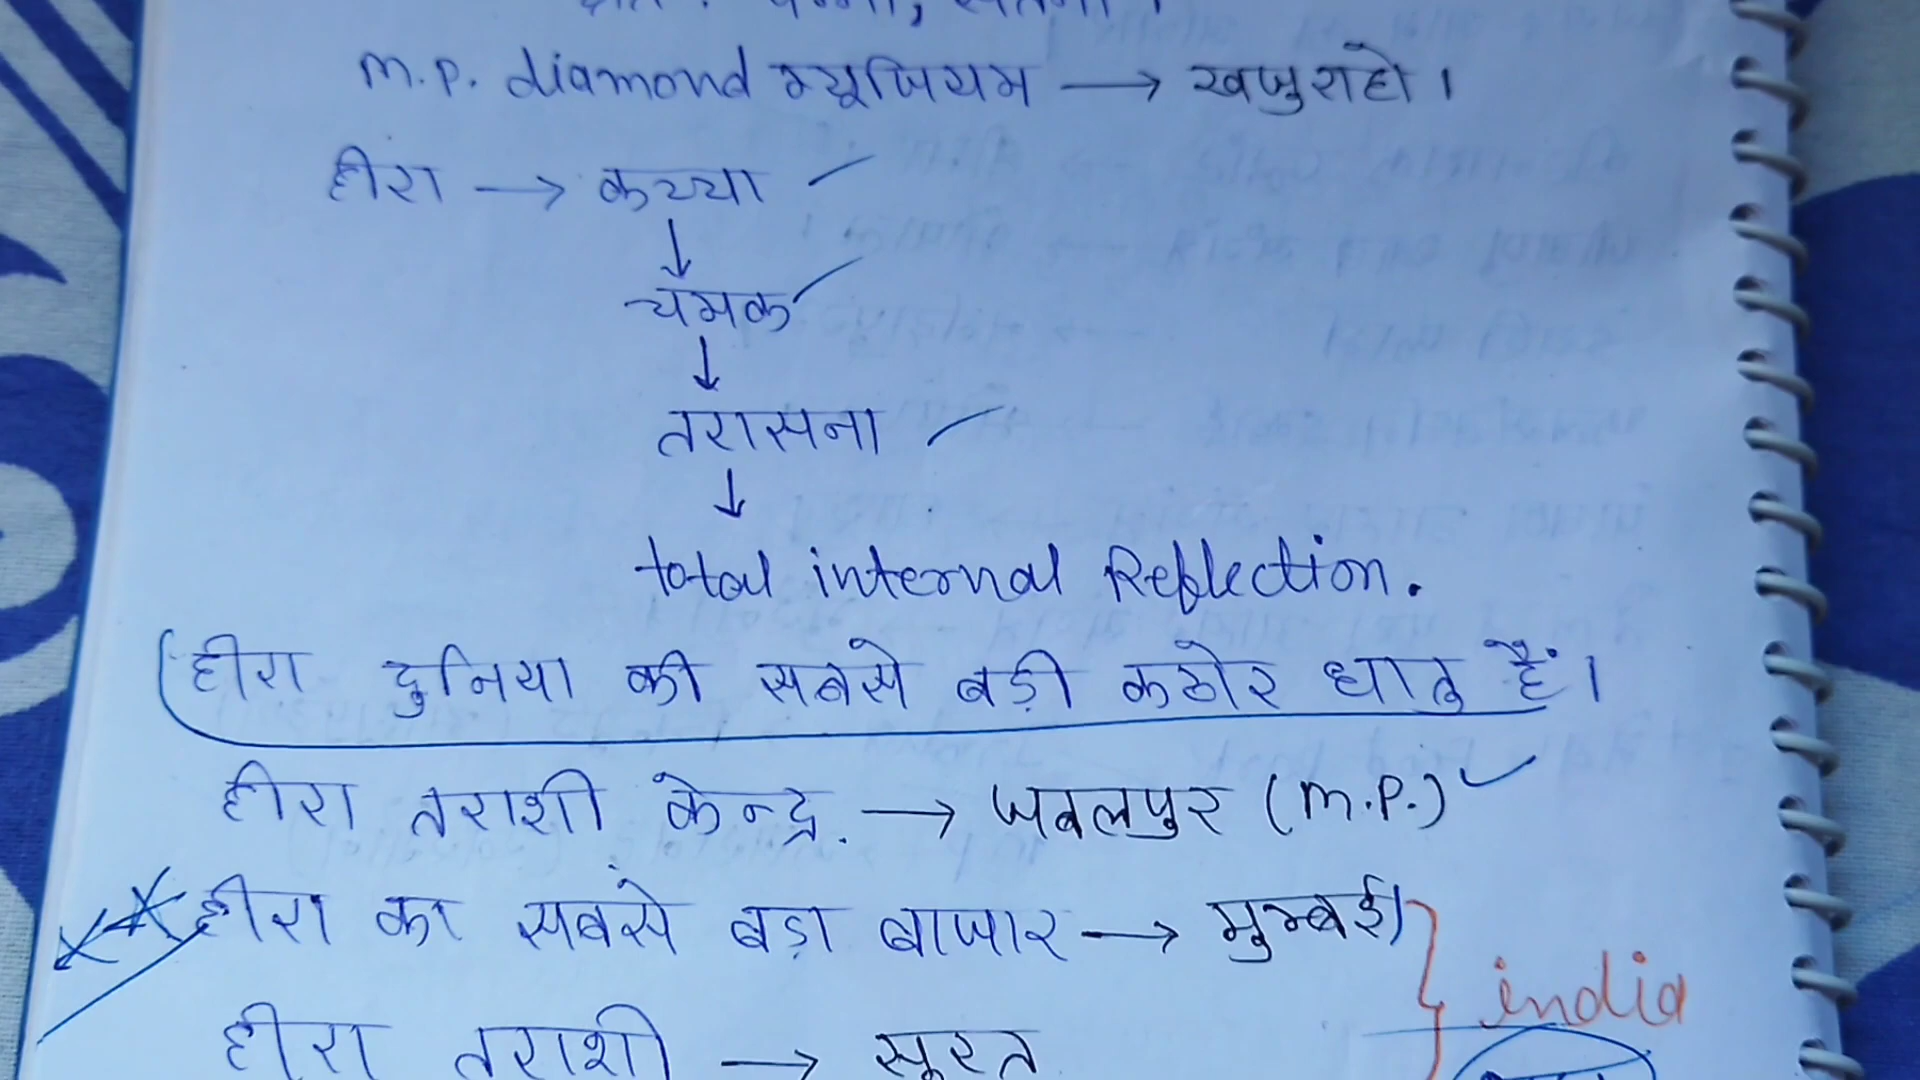 m.p. diamond म्यूजियम → खजुराहो ।
हीरा → कच्चा
↓
चमक
↓
तरासना
↓
total internal Reflection.
हीरा दुनिया की सबसे बड़ी कठोर धातु हैं।
हीरा तराशी केन्द्र. → जबलपुर (m.p.)
हीरा का सबसे बड़ा बाजार → मुम्बई
india
हीरा तराशी → सूरत